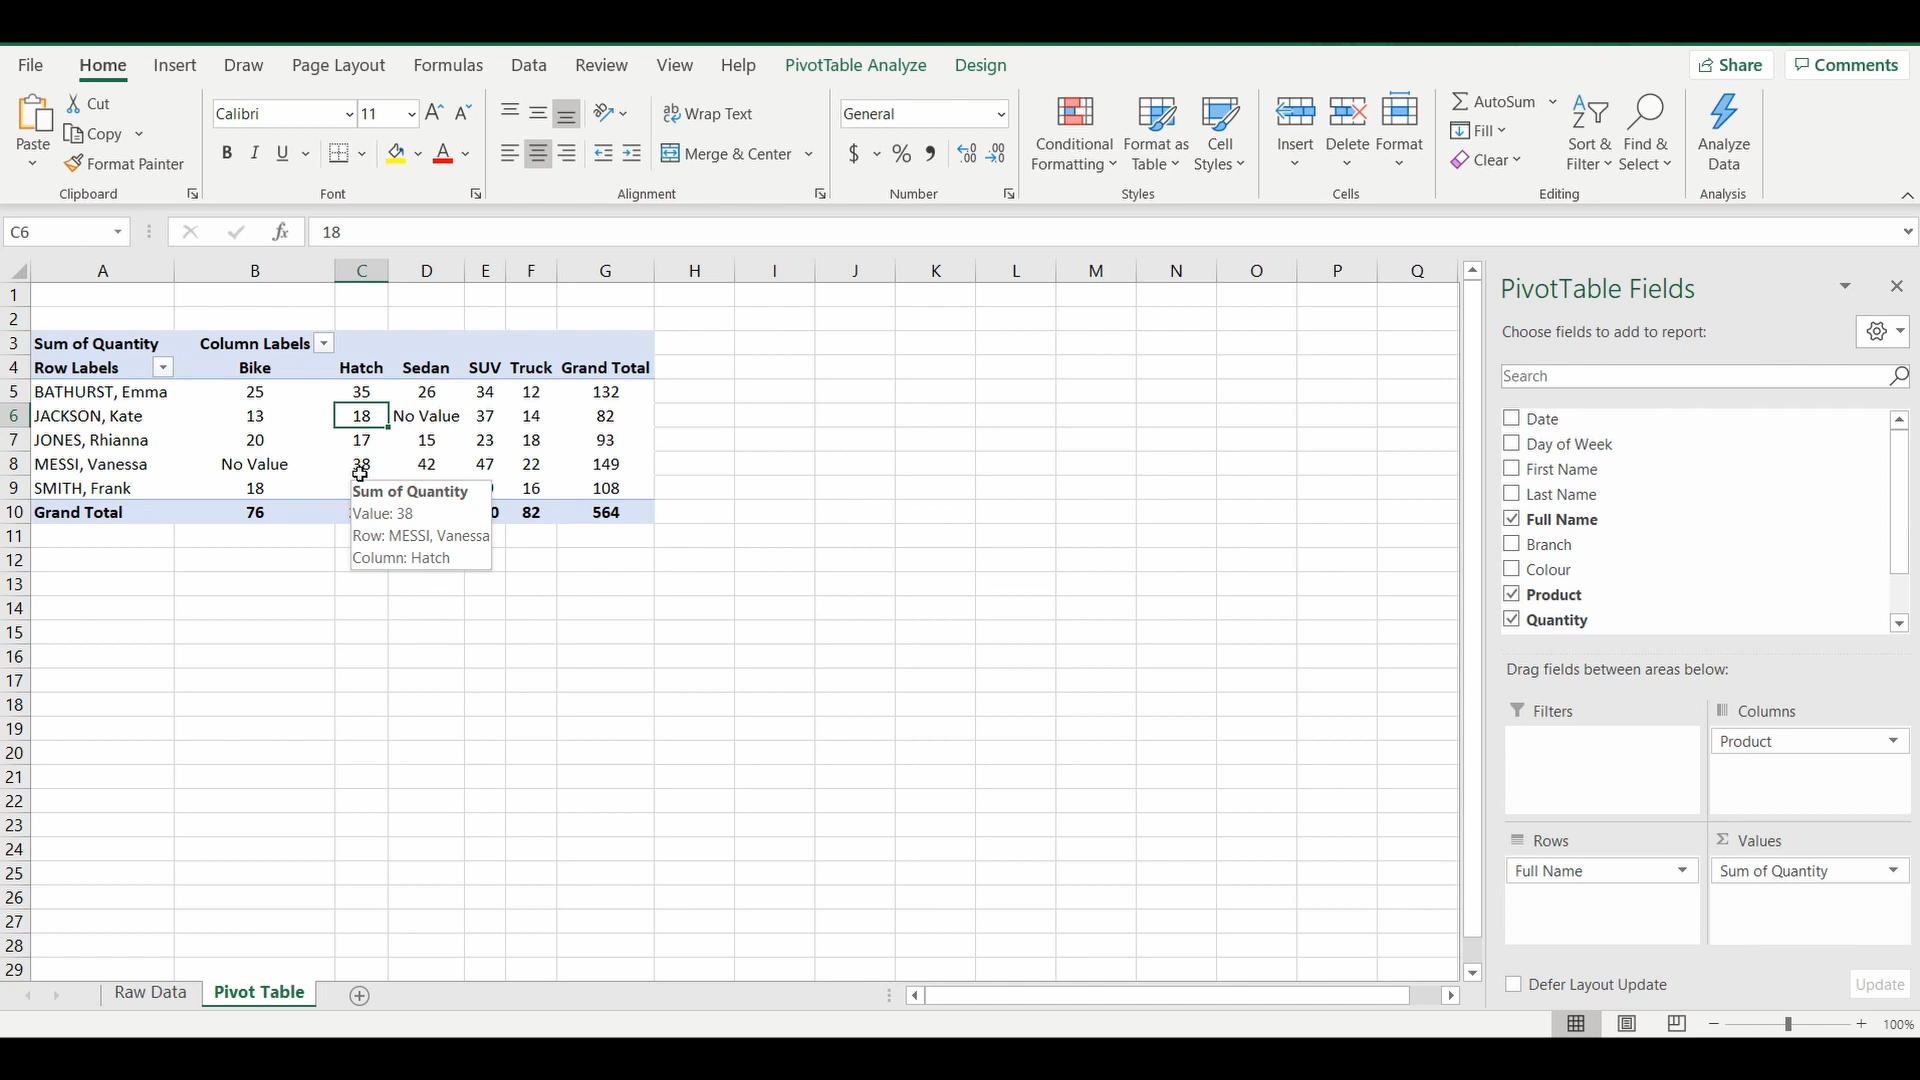 File Home Insert Draw Page Layout Formulas Data Review View Help PivotTable Analyze Design Share Comments
Paste Cut Copy Format Painter
Calibri 11
B I U A
Wrap Text
Merge & Center
General
$ % 9
Conditional Formatting
Format as Table
Cell Styles
Insert Delete Format
AutoSum
Fill
Clear
Sort & Filter
Find & Select
Analyze Data
Clipboard Font Alignment Number Styles Cells Editing Analysis
C6 fx 18
A B C D E F G H I J K L M N O P Q
1
2
3 Sum of Quantity Column Labels
4 Row Labels Bike Hatch Sedan SUV Truck Grand Total
5 BATHURST, Emma 25 35 26 34 12 132
6 JACKSON, Kate 13 18 No Value 37 14 82
7 JONES, Rhianna 20 17 15 23 18 93
8 MESSI, Vanessa No Value 38 42 47 22 149
9 SMITH, Frank 18 16 108
10 Grand Total 76 82 564
Sum of Quantity
Value: 38
Row: MESSI, Vanessa
Column: Hatch
11
12
13
14
15
16
17
18
19
20
21
22
23
24
25
26
27
28
29
PivotTable Fields
Choose fields to add to report:
Search
Date
Day of Week
First Name
Last Name
Full Name
Branch
Colour
Product
Quantity
Drag fields between areas below:
Filters
Columns
Product
Rows
Full Name
Values
Sum of Quantity
Defer Layout Update Update
Raw Data Pivot Table
100%